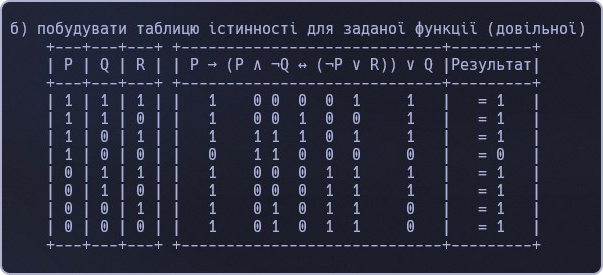 б) побудувати таблицю істинності для заданої функції (довільної)
+---+---+---+ +-----------------------------+---------+
| P | Q | R | | P → (P ∧ ¬Q ↔ (¬P ∨ R)) ∨ Q |Результат|
+---+---+---+ +-----------------------------+---------+
| 1 | 1 | 1 | |   1    0 0  0  0  1     1   |   = 1   |
| 1 | 1 | 0 | |   1    0 0  1  0  0     1   |   = 1   |
| 1 | 0 | 1 | |   1    1 1  1  0  1     1   |   = 1   |
| 1 | 0 | 0 | |   0    1 1  0  0  0     0   |   = 0   |
| 0 | 1 | 1 | |   1    0 0  0  1  1     1   |   = 1   |
| 0 | 1 | 0 | |   1    0 0  0  1  1     1   |   = 1   |
| 0 | 0 | 1 | |   1    0 1  0  1  1     0   |   = 1   |
| 0 | 0 | 0 | |   1    0 1  0  1  1     0   |   = 1   |
+---+---+---+ +-----------------------------+---------+